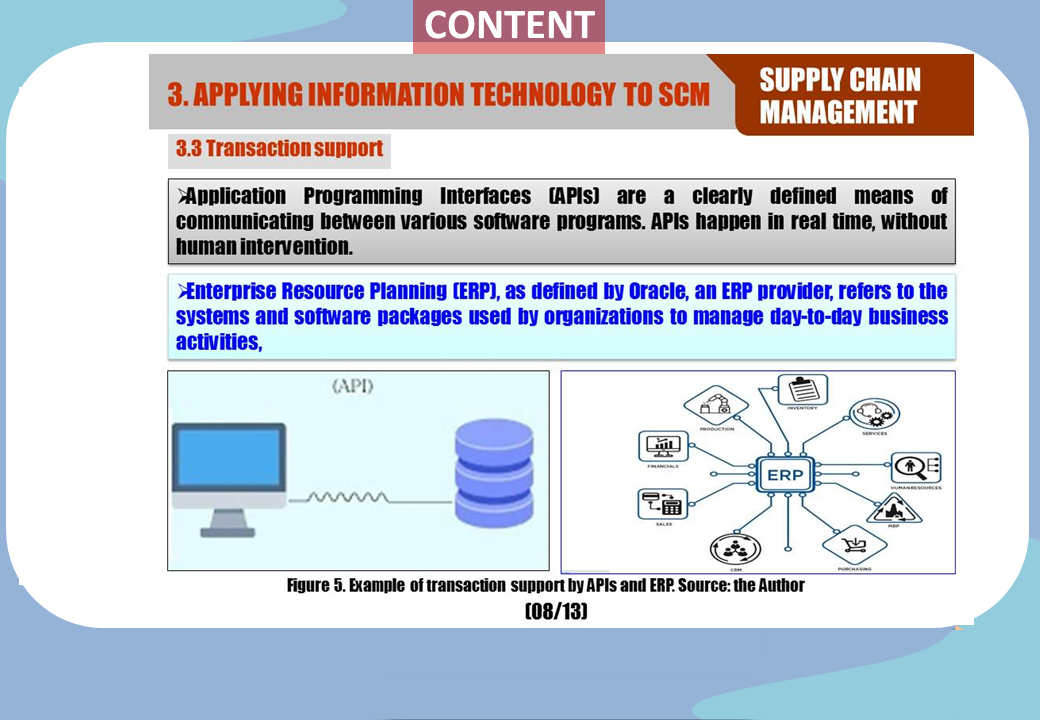 CONTENT
3. APPLYING INFORMATION TECHNOLOGY TO SCM
SUPPLY CHAIN
MANAGEMENT
3.3 Transaction support
➢Application Programming Interfaces (APIs) are a clearly defined means of
communicating between various software programs. APIs happen in real time, without
human intervention.
➢Enterprise Resource Planning (ERP), as defined by Oracle, an ERP provider, refers to the
systems and software packages used by organizations to manage day-to-day business
activities,
(API)
INVENTORY
PRODUCTION
SERVICES
FINANCIALS
ERP
HUMAN RESOURCES
SALES
MRP
CRM
PURCHASING
Figure 5. Example of transaction support by APIs and ERP. Source: the Author
(08/13)